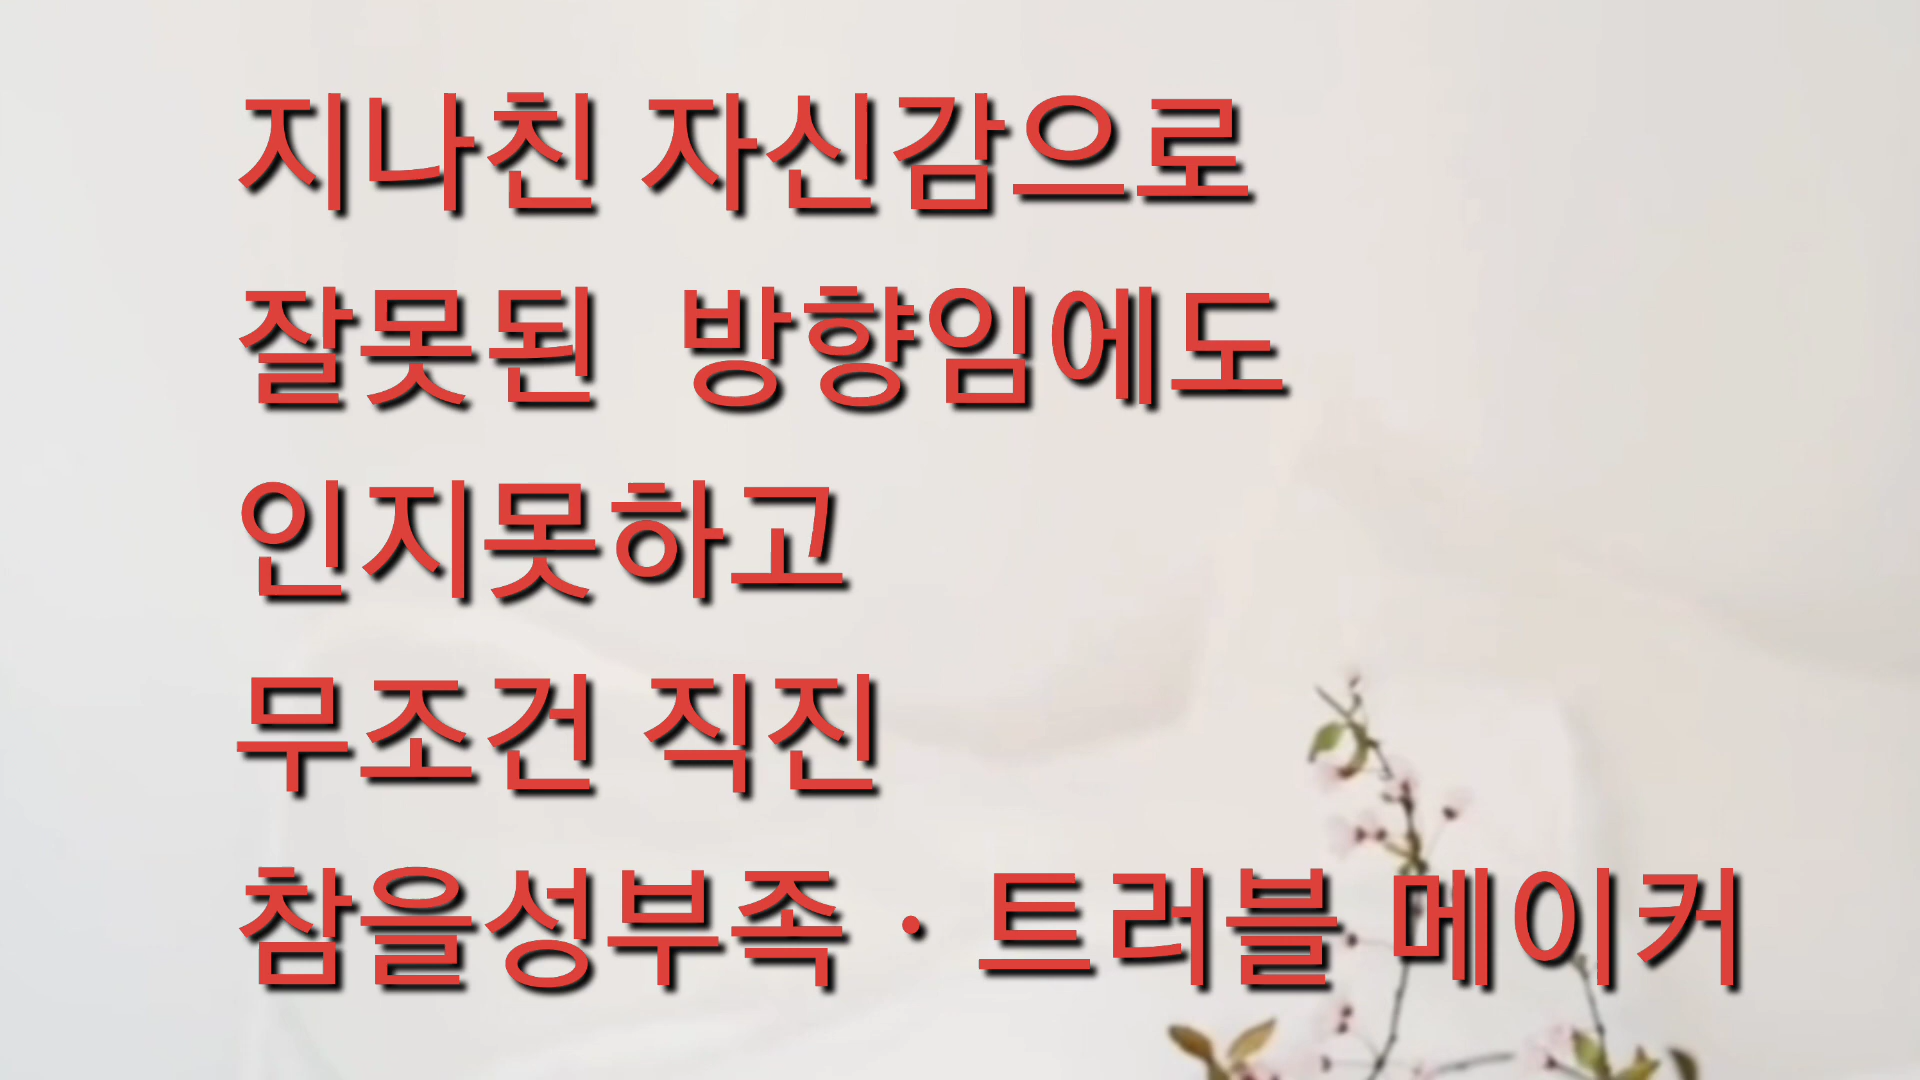 지나친 자신감으로
잘못된  방향임에도
인지못하고
무조건 직진
참을성부족 · 트러블 메이커